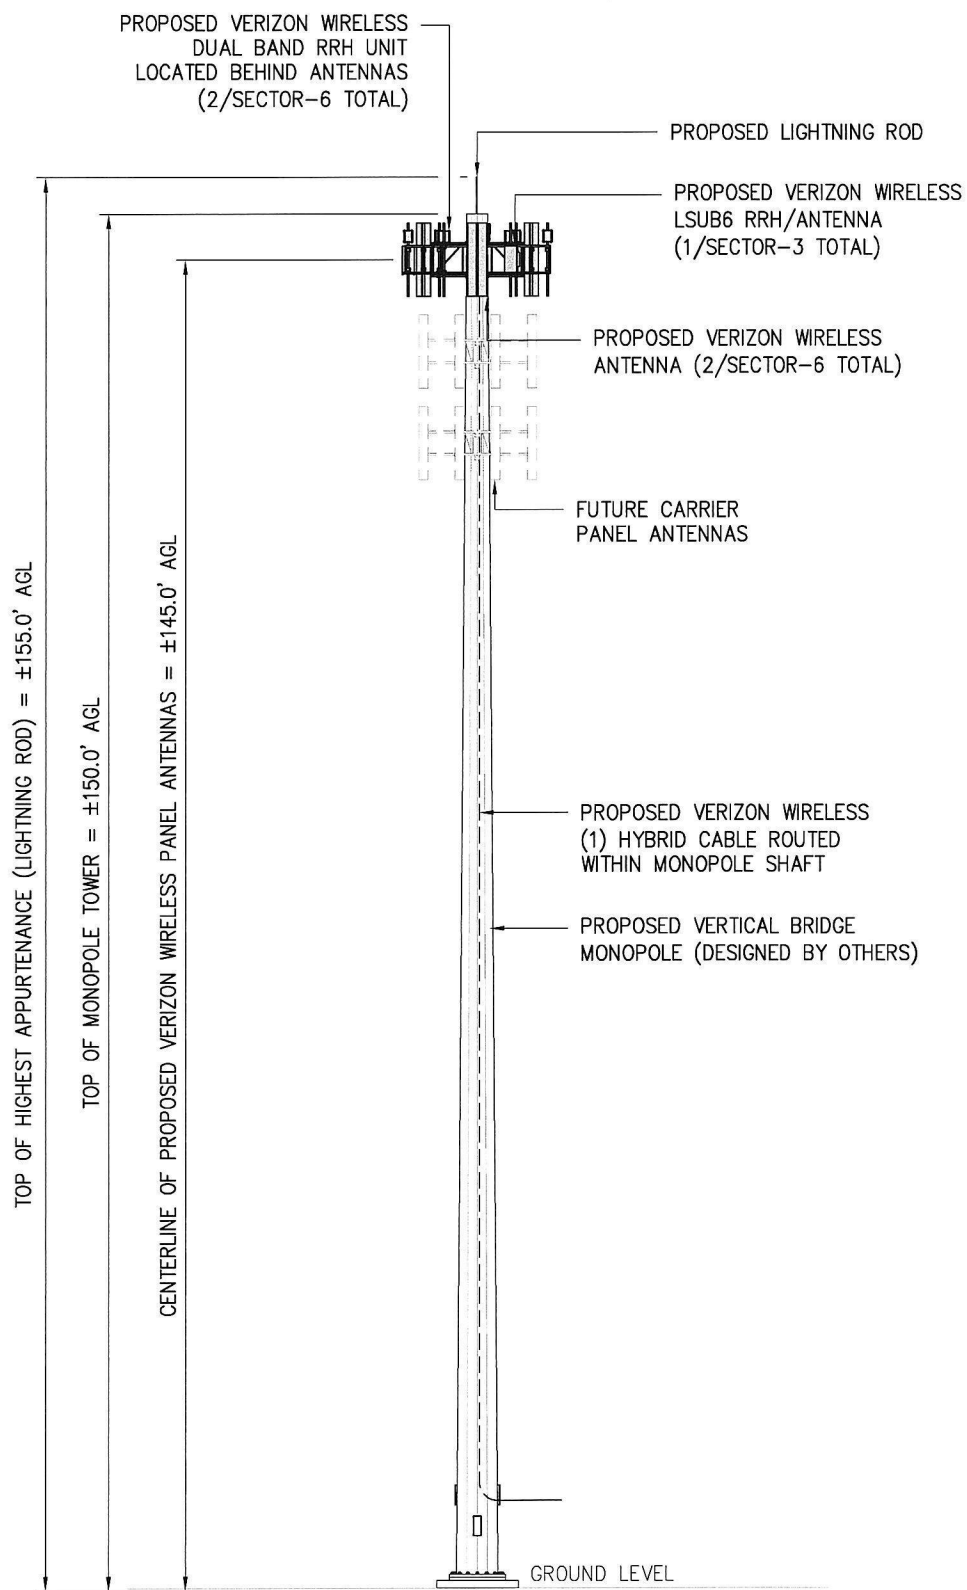 PROPOSED VERIZON WIRELESS
DUAL BAND RRH UNIT
LOCATED BEHIND ANTENNAS
(2/SECTOR-6 TOTAL)
PROPOSED LIGHTNING ROD
PROPOSED VERIZON WIRELESS
LSUB6 RRH/ANTENNA
(1/SECTOR-3 TOTAL)
PROPOSED VERIZON WIRELESS
ANTENNA (2/SECTOR-6 TOTAL)
FUTURE CARRIER
PANEL ANTENNAS
TOP OF HIGHEST APPURTENANCE (LIGHTNING ROD) = ±155.0' AGL
TOP OF MONOPOLE TOWER = ±150.0' AGL
CENTERLINE OF PROPOSED VERIZON WIRELESS PANEL ANTENNAS = ±145.0' AGL
PROPOSED VERIZON WIRELESS
(1) HYBRID CABLE ROUTED
WITHIN MONOPOLE SHAFT
PROPOSED VERTICAL BRIDGE
MONOPOLE (DESIGNED BY OTHERS)
GROUND LEVEL